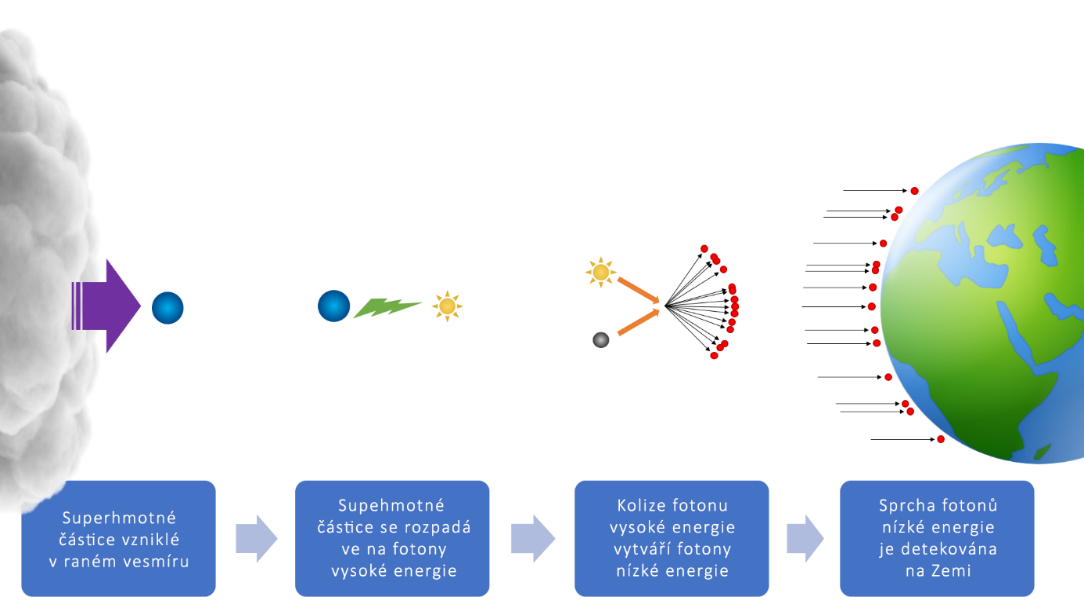 Superhmotné
částice vzniklé
v raném vesmíru
Supehmotné
částice se rozpadá
ve na fotony
vysoké energie
Kolize fotonu
vysoké energie
vytváří fotony
nízké energie
Sprcha fotonů
nízké energie
je detekována
na Zemi